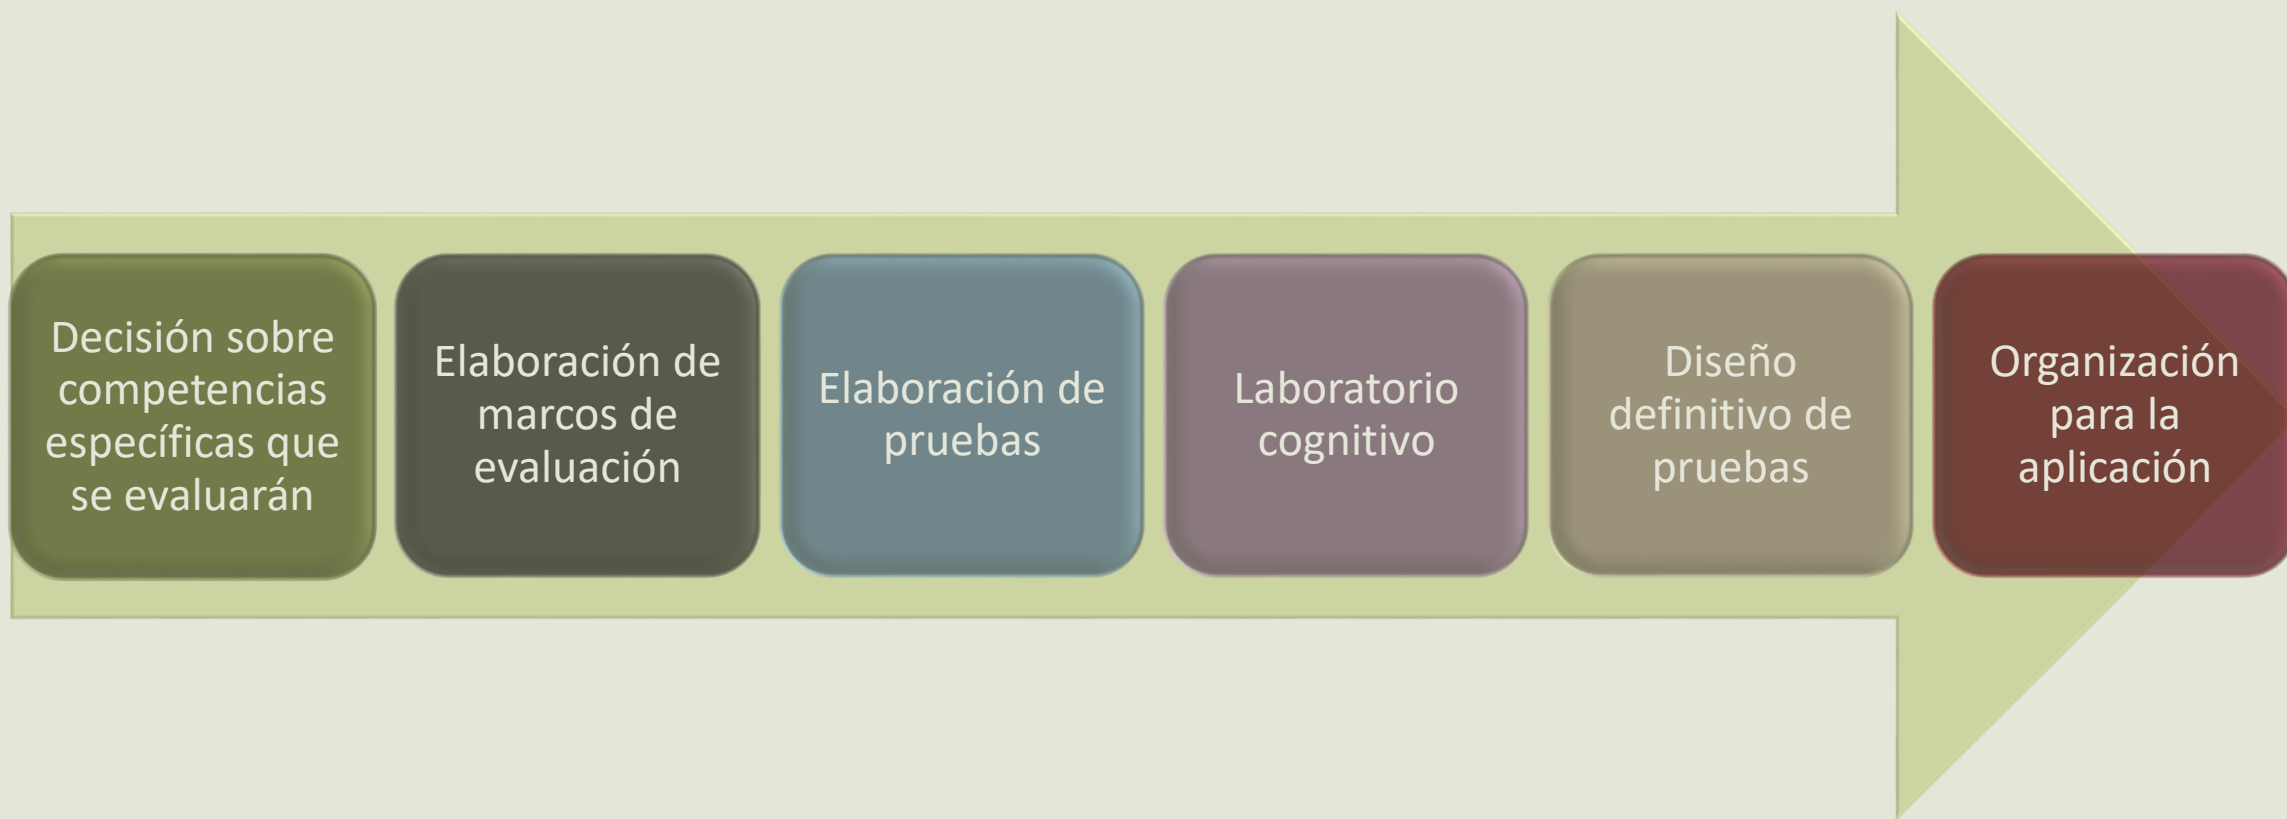 Decisión sobre
competencias
específicas que
se evaluarán
Elaboración de
marcos de
evaluación
Elaboración de
pruebas
Laboratorio
cognitivo
Diseño
definitivo de
pruebas
Organización
para la
aplicación